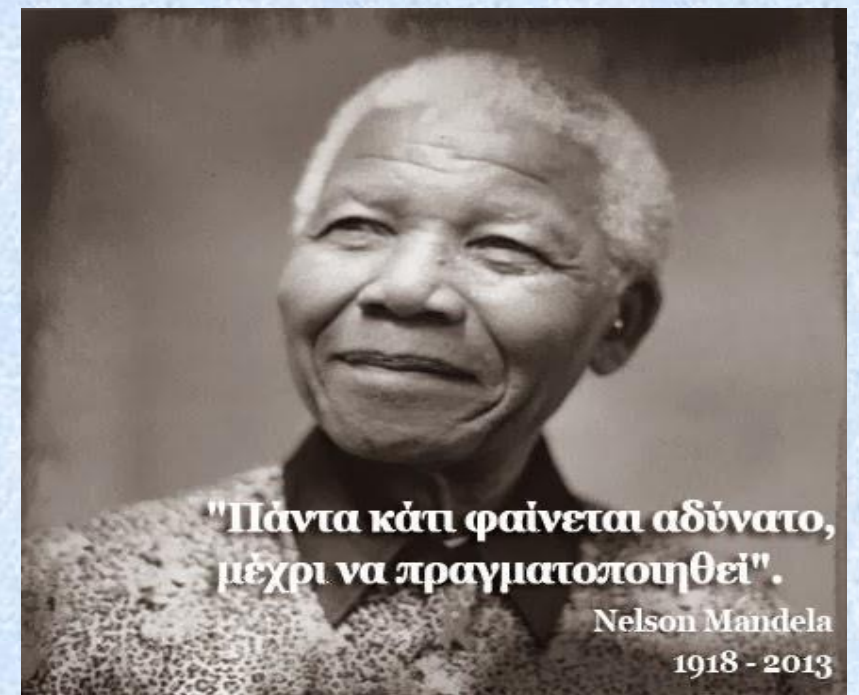 "Πάντα κάτι φαίνεται αδύνατο,
μέχρι να πραγματοποιηθεί".
Nelson Mandela
1918 - 2013